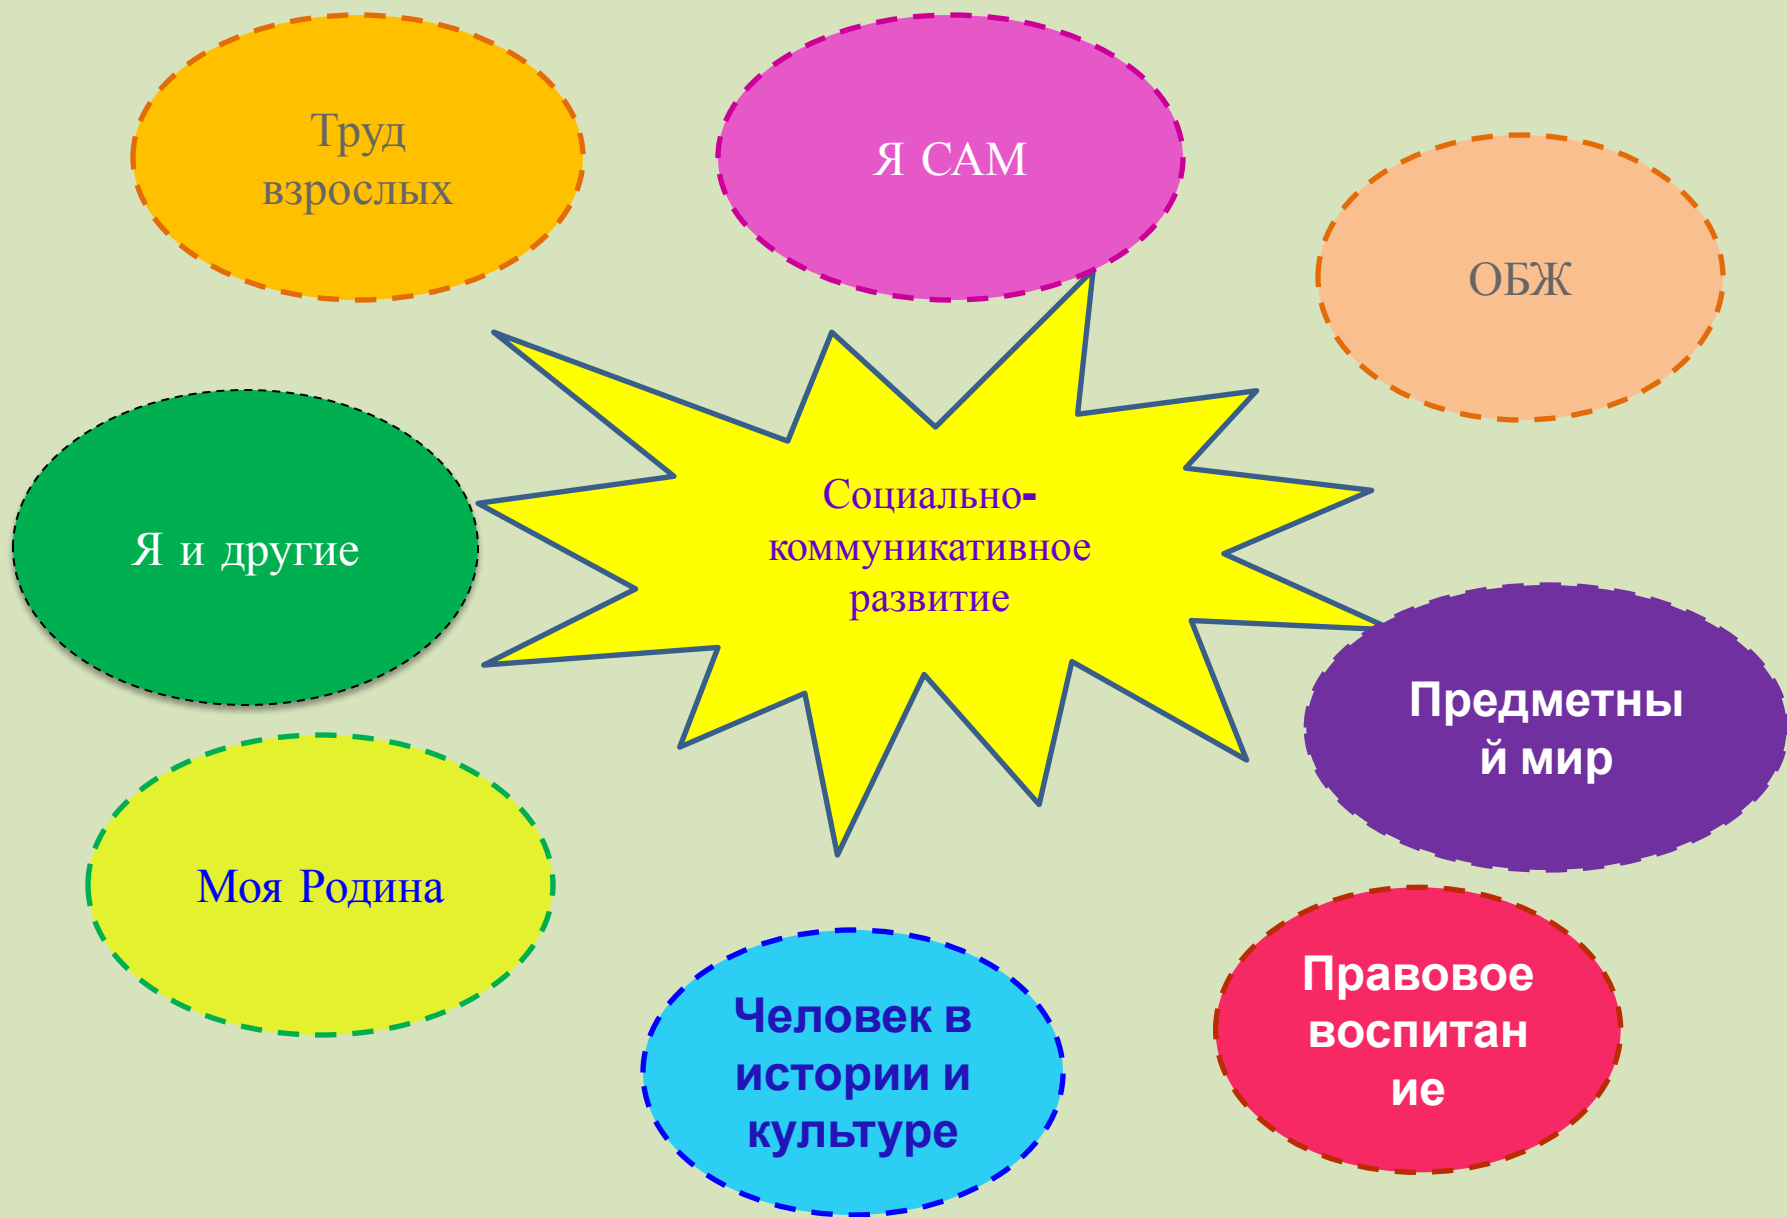 Труд
взрослых
Я САМ
ОБЖ
Я и другие
Социально-
коммуникативное
развитие
Предметны
й мир
Моя Родина
Человек в
истории и
культуре
Правовое
воспитан
ие